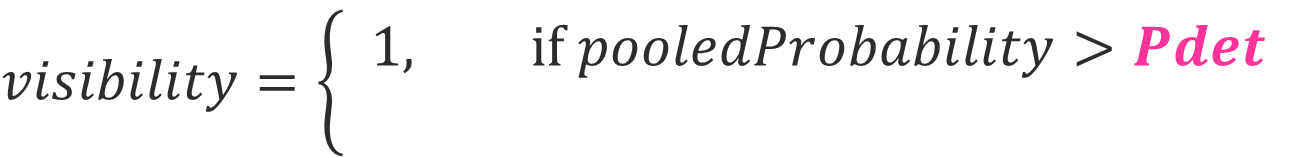 visibility = { 1, if pooledProbability > Pdet